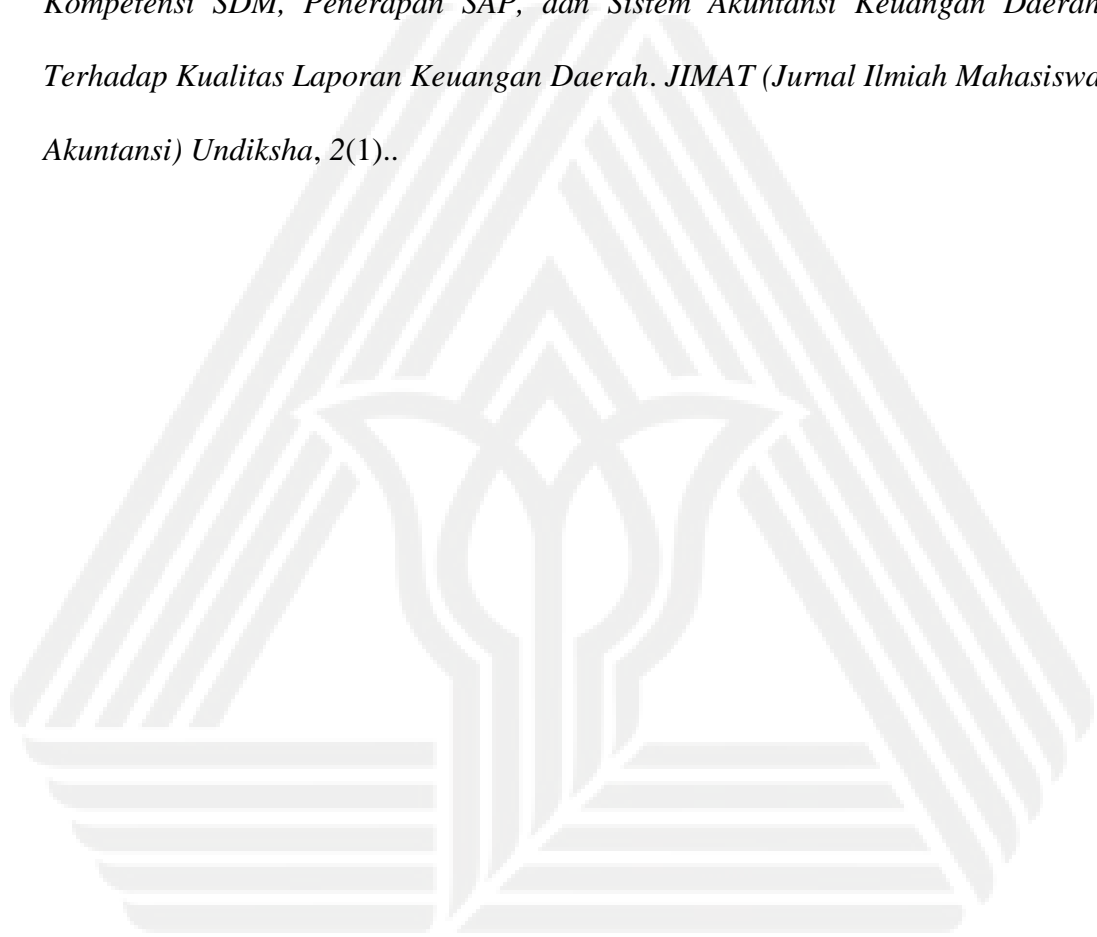 Kompetensi SDM, Penerapan SAP, dan Sistem Akuntansi Keuangan Daerah
Terhadap Kualitas Laporan Keuangan Daerah. JIMAT (Jurnal Ilmiah Mahasiswa
Akuntansi) Undiksha, 2(1)..